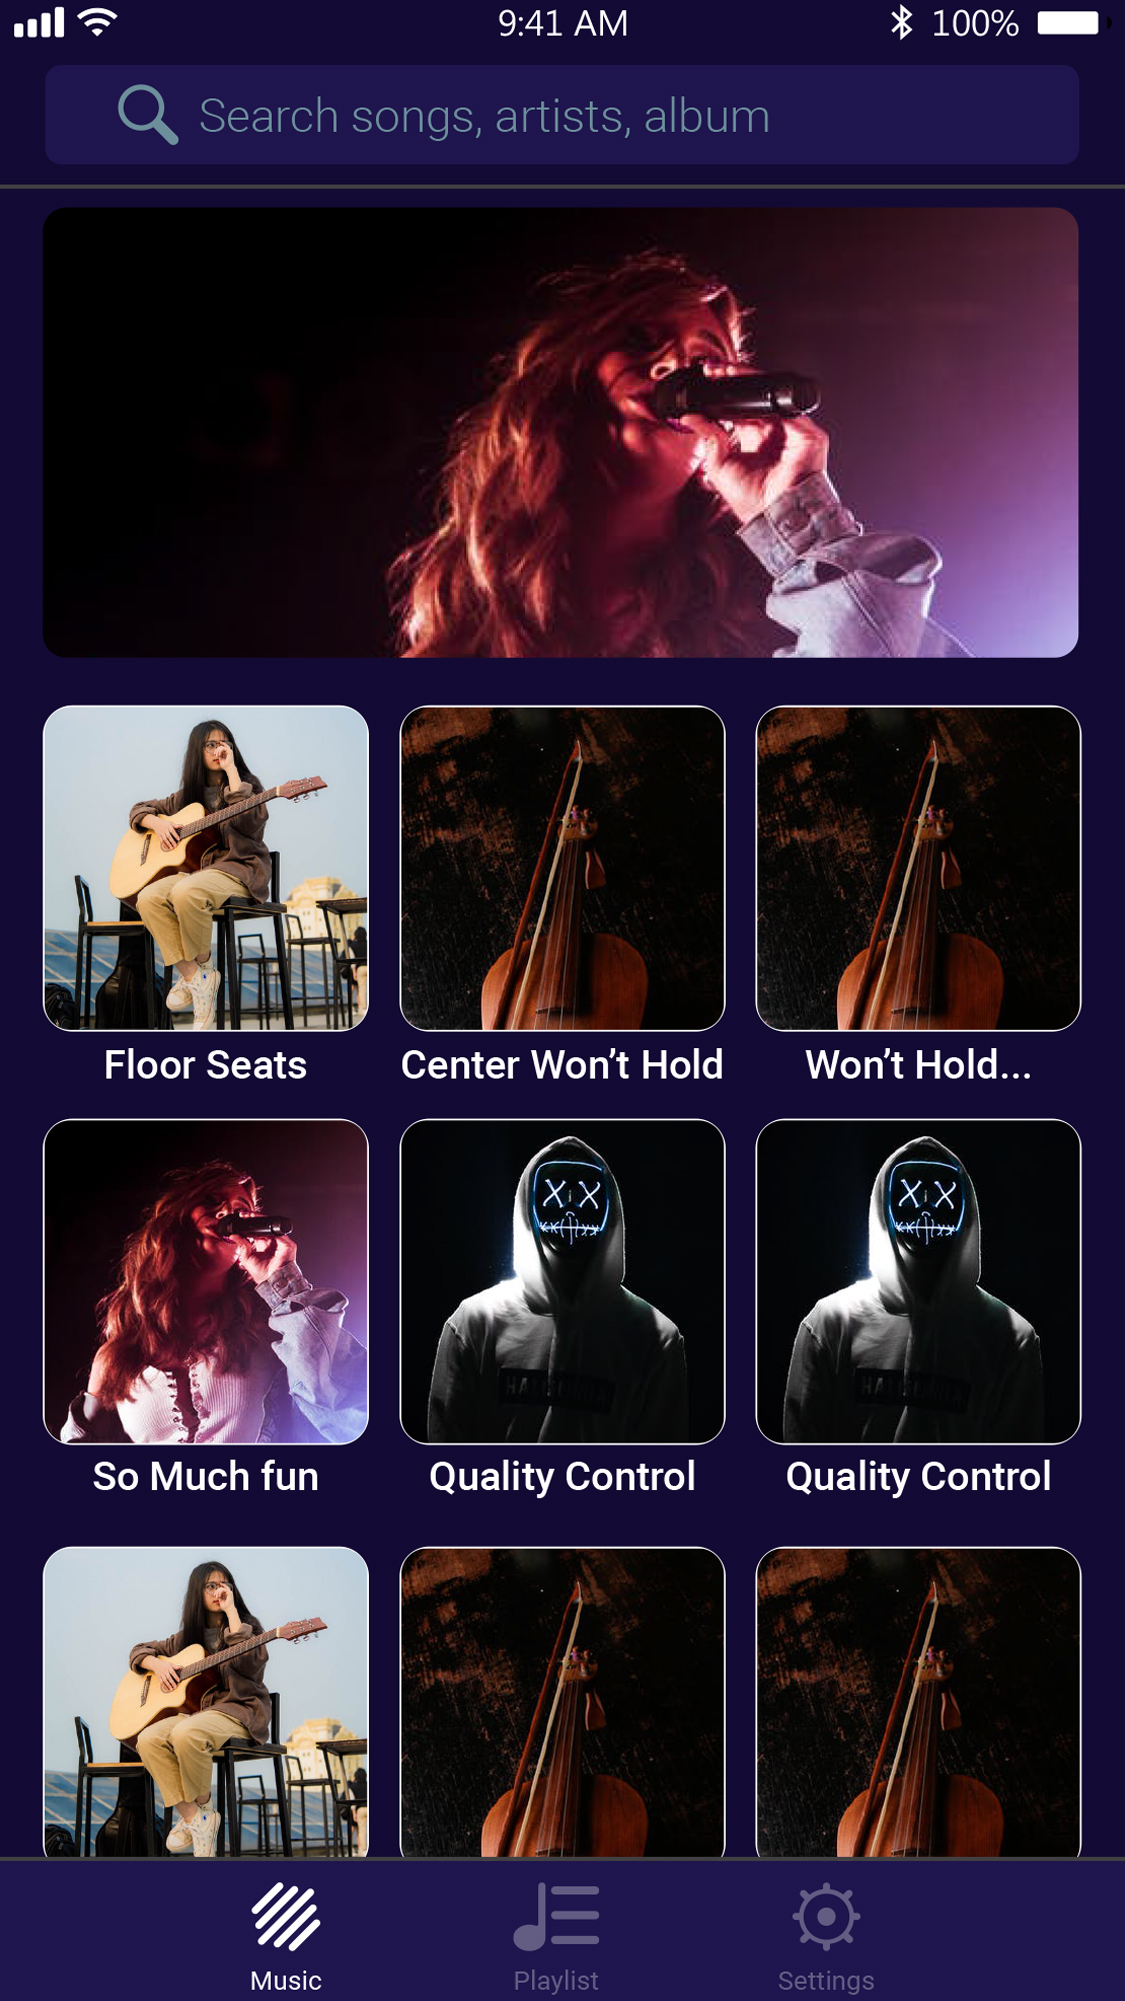 9:41 AM
100%
Search songs, artists, album
Floor Seats
Center Won’t Hold
Won’t Hold...
So Much fun
Quality Control
Quality Control
Music
Playlist
Settings